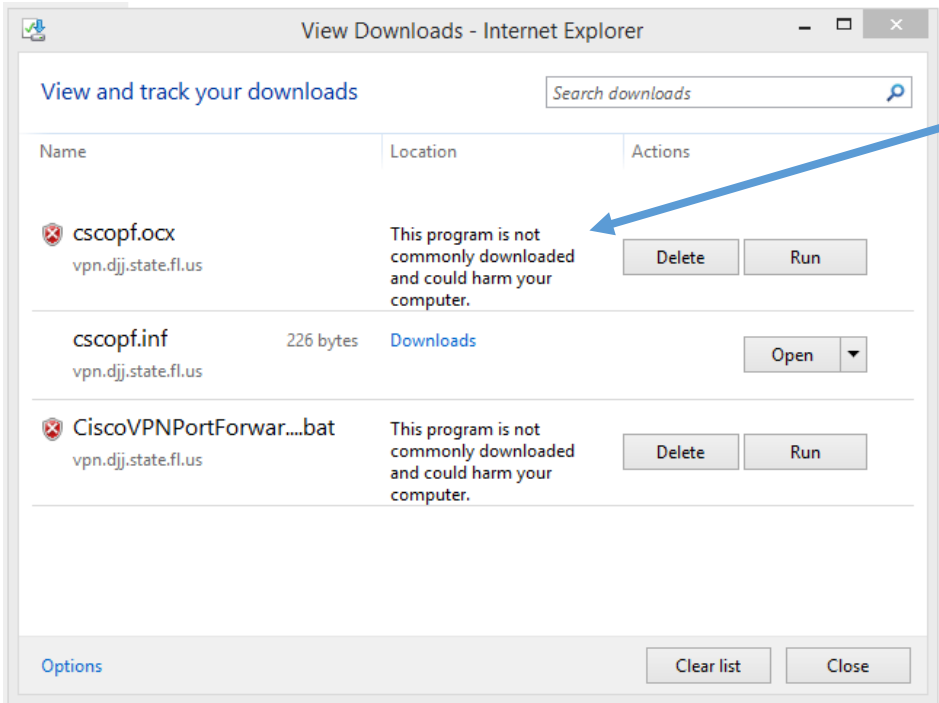 View Downloads - Internet Explorer
View and track your downloads
Search downloads
Name Location Actions
cscopf.ocx
vpn.djj.state.fl.us
This program is not
commonly downloaded
and could harm your
computer.
Delete Run
cscopf.inf 226 bytes Downloads
vpn.djj.state.fl.us
Open
CiscoVPNPortForwar....bat
vpn.djj.state.fl.us
This program is not
commonly downloaded
and could harm your
computer.
Delete Run
Options Clear list Close